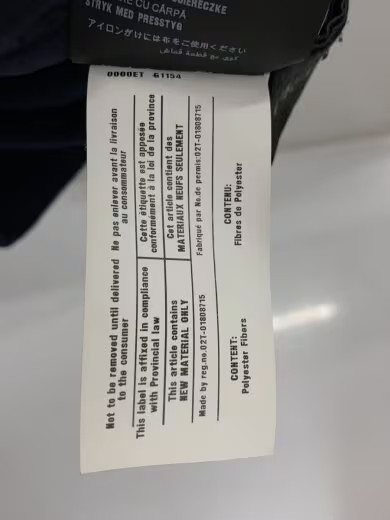 STRYK MED PRESSTYG
アイロンがけには布をご使用ください
61154
Not to be removed until delivered
to the consumer
This label is affixed in compliance
with Provincial law
This article contains
NEW MATERIAL ONLY
Made by reg.no.02T-01808715
CONTENT:
Polyester Fibers
Ne pas enlever avant la livraison
au consommateur
Cette étiquette est apposée
conformément à la loi de la province
Cet article contient des
MATERIAUX NEUFS SEULEMENT
Fabriqué par No.de permis:02T-01808715
CONTENU:
Fibres de Polyester